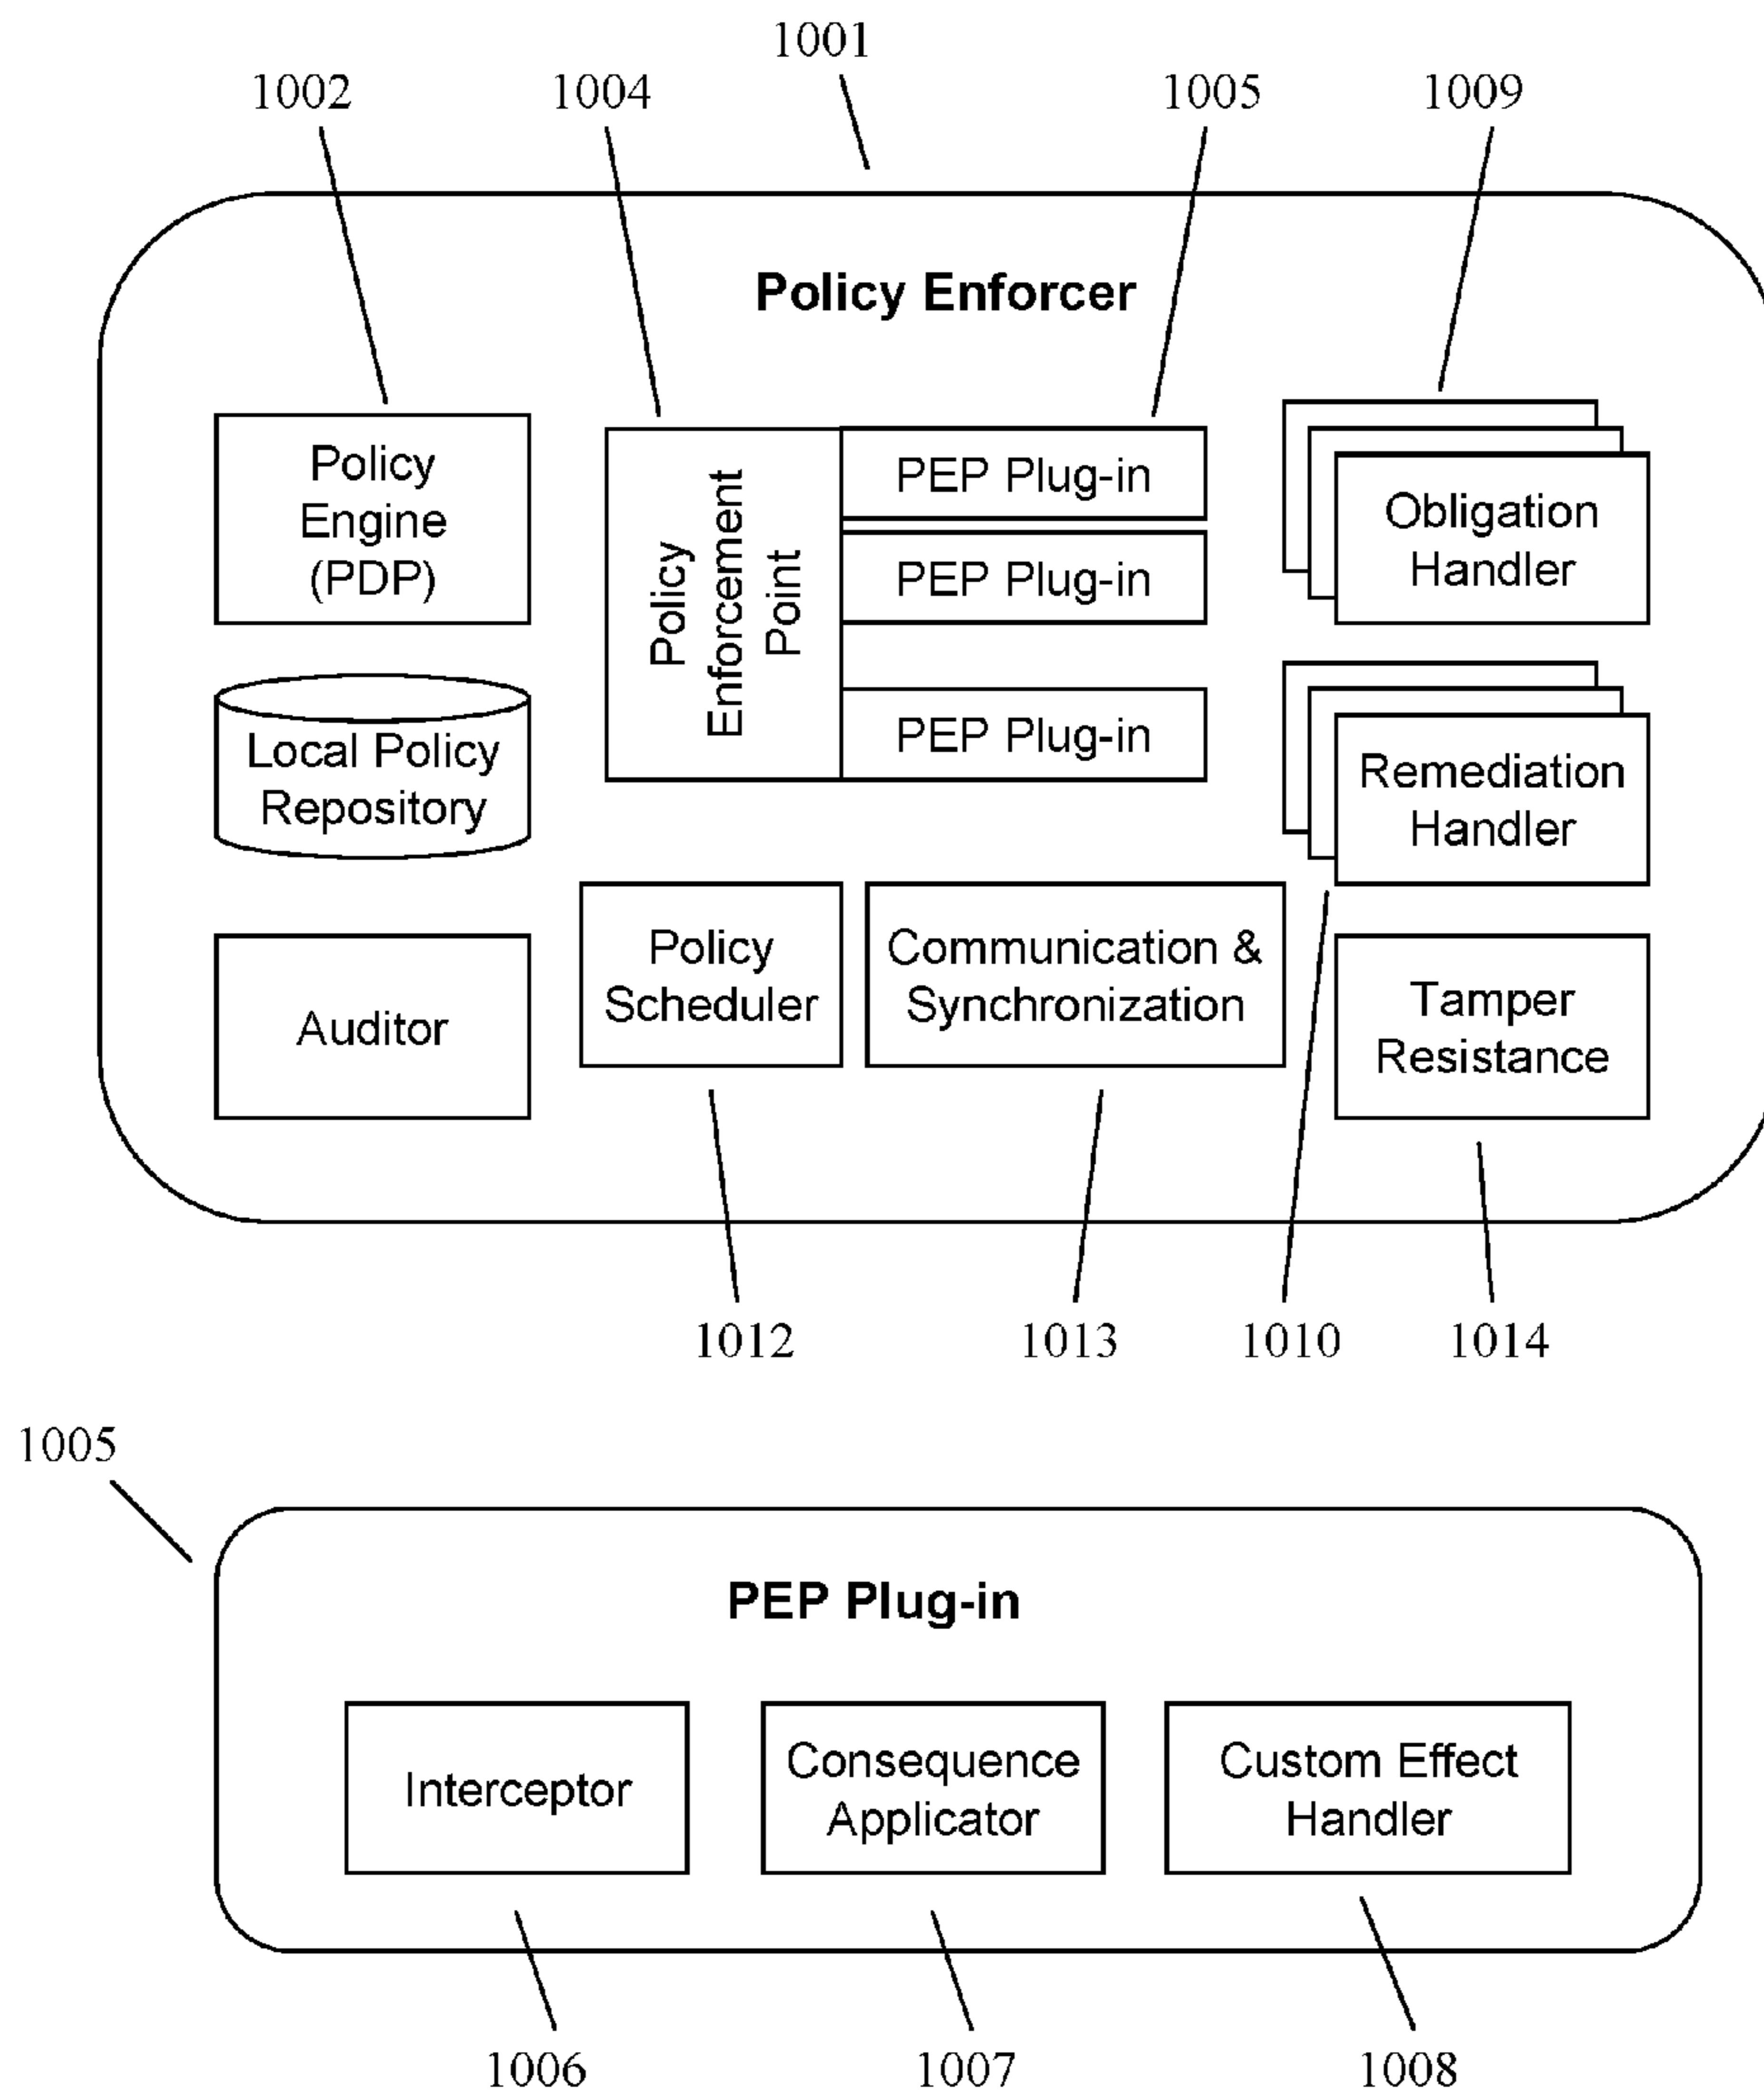 1001
1002
1004
1005
1009
Policy Enforcer
Policy
Engine
(PDP)
Policy
Enforcement
Point
PEP Plug-in
PEP Plug-in
PEP Plug-in
Obligation
Handler
Local Policy
Repository
Remediation
Handler
Auditor
Policy
Scheduler
Communication &
Synchronization
Tamper
Resistance
1012
1013
1010
1014
1005
PEP Plug-in
Interceptor
Consequence
Applicator
Custom Effect
Handler
1006
1007
1008